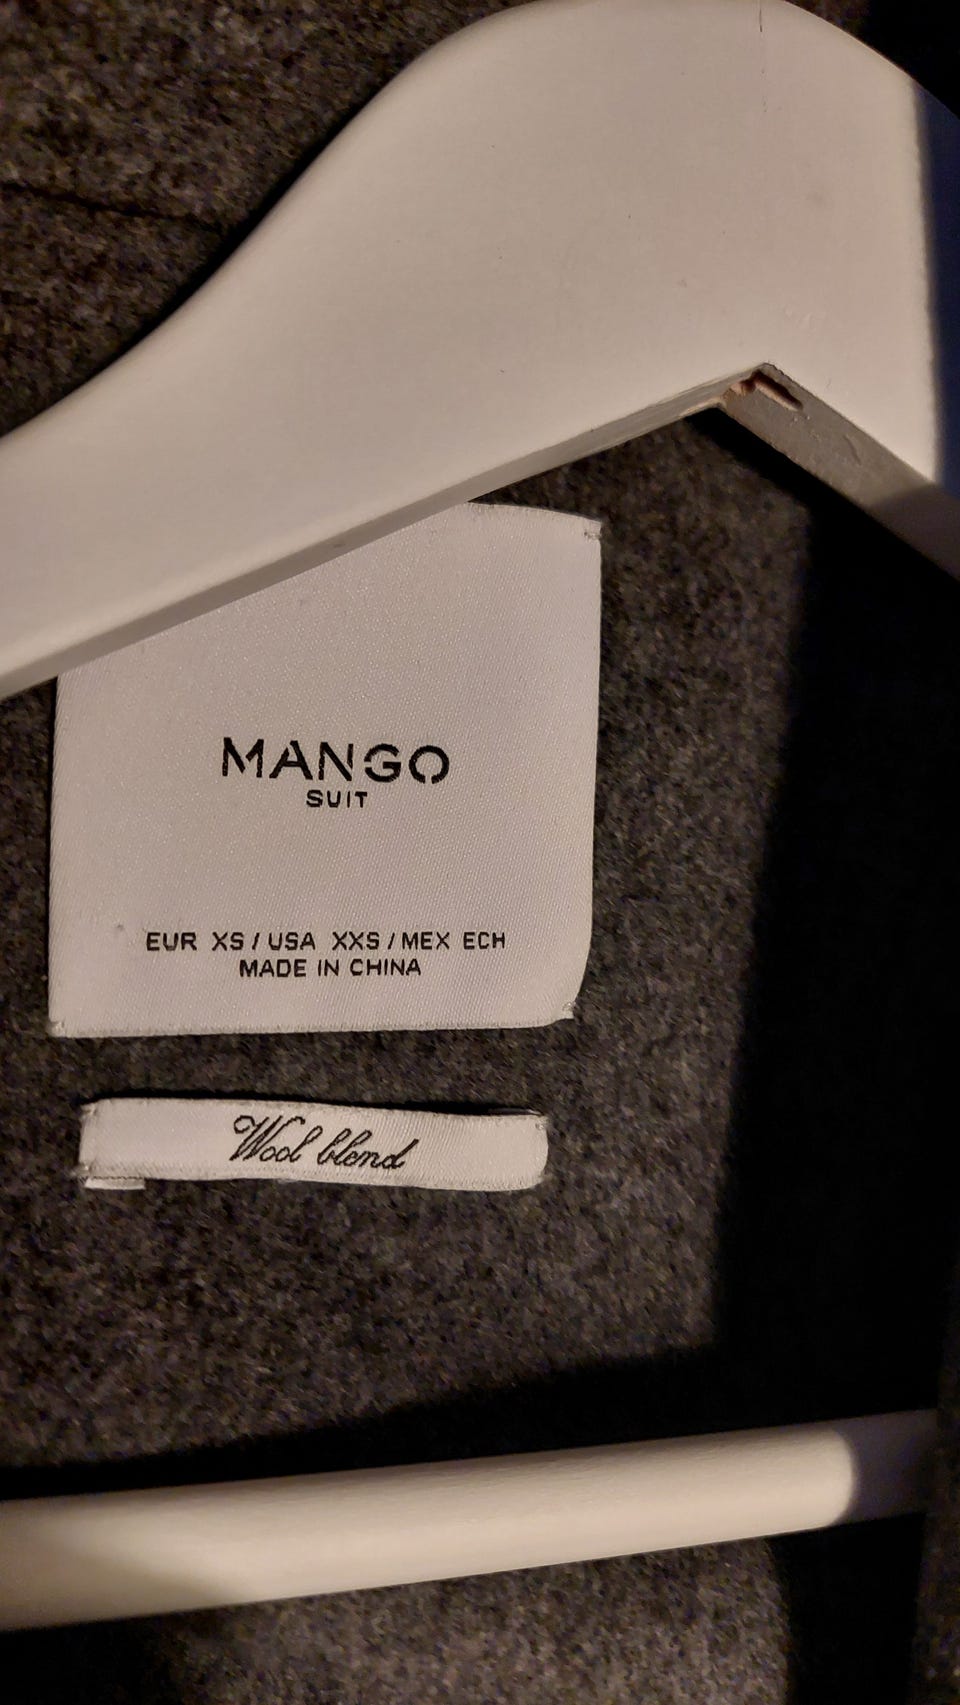 MANGO
SUIT
EUR XS / USA XXS / MEX ECH
MADE IN CHINA
Wool blend